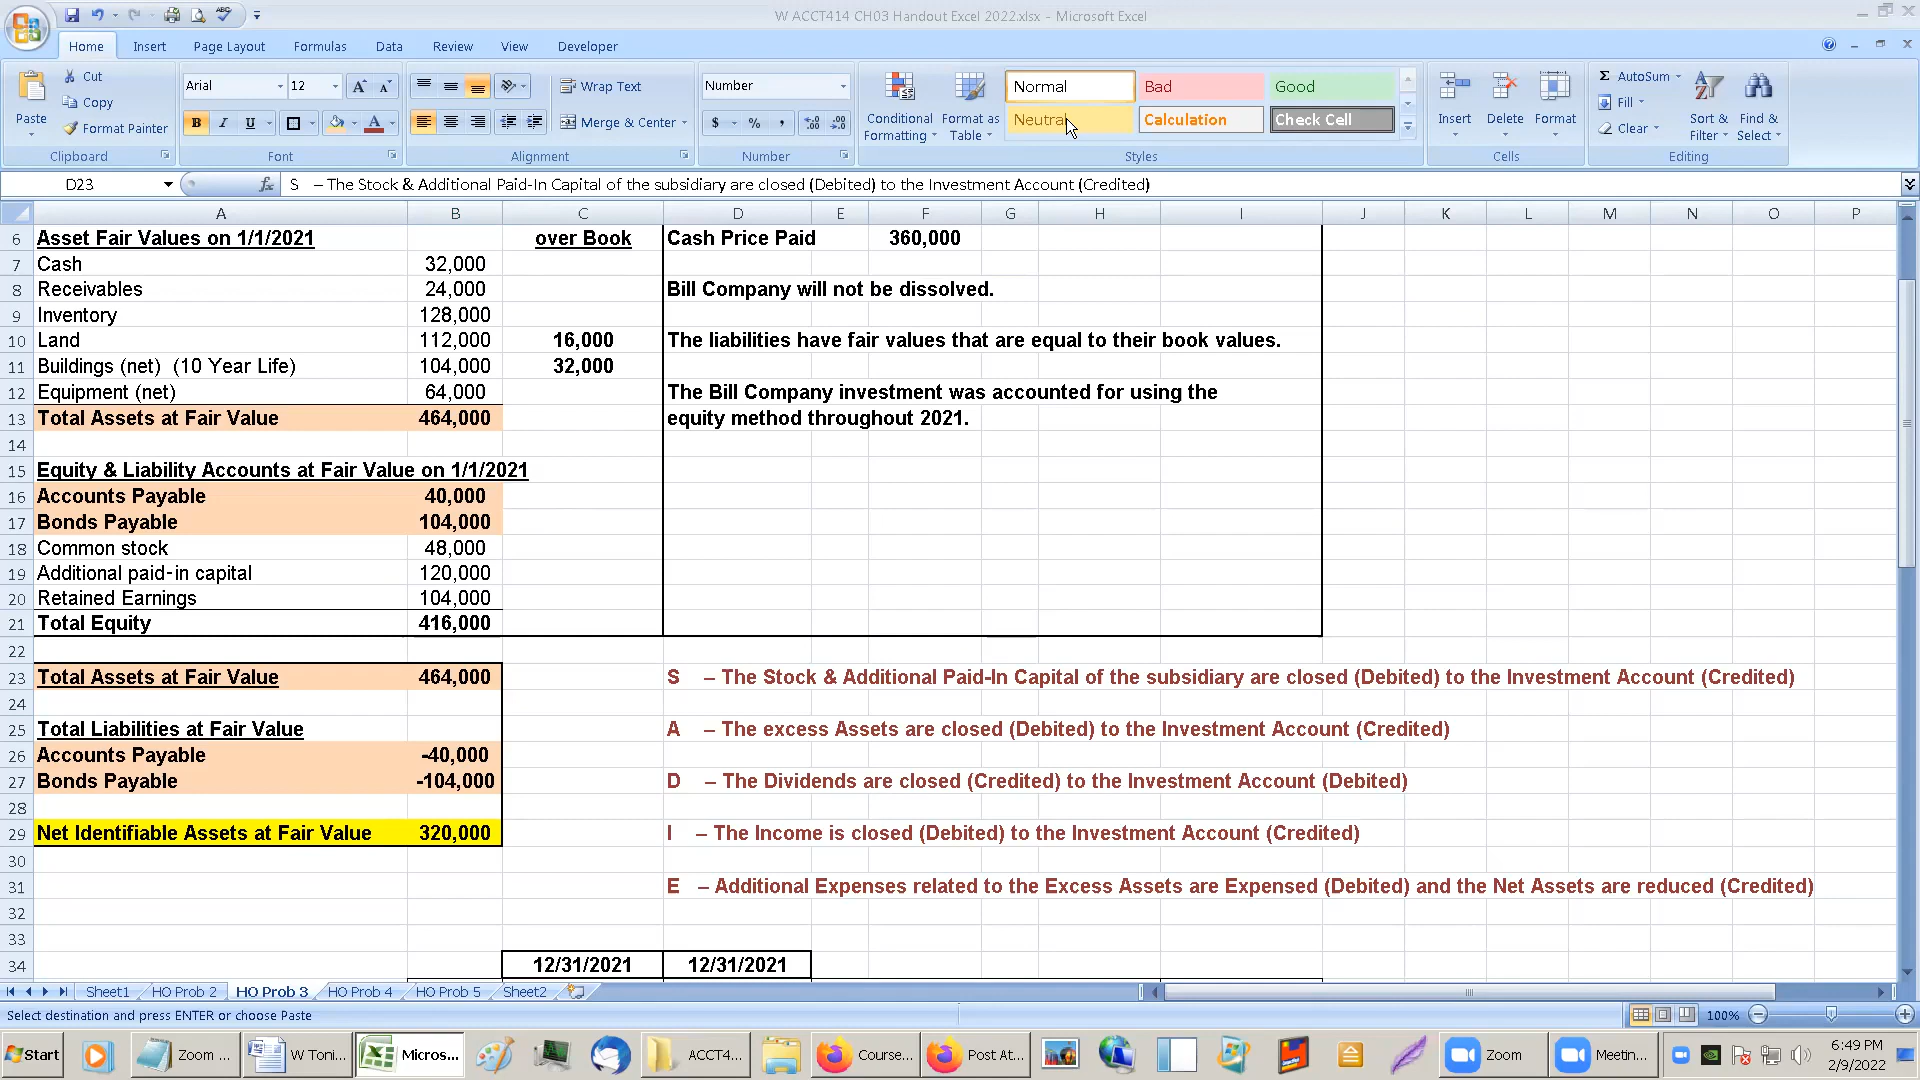 W ACCT414 CH03 Handout Excel 2022.xlsx - Microsoft Excel
Home Insert Page Layout Formulas Data Review View Developer
Paste Cut Copy Format Painter Clipboard
Arial 12 B I U A Font
Wrap Text Merge & Center Alignment
Number $ % , Number
Conditional Formatting Format as Table Normal Bad Good Neutral Calculation Check Cell Styles
Insert Delete Format Cells
Σ AutoSum Fill Clear Sort & Filter Find & Select Editing
D23 fx S – The Stock & Additional Paid-In Capital of the subsidiary are closed (Debited) to the Investment Account (Credited)
A B C D E F G H I J K L M N O P
6 Asset Fair Values on 1/1/2021 over Book Cash Price Paid 360,000
7 Cash 32,000
8 Receivables 24,000 Bill Company will not be dissolved.
9 Inventory 128,000
10 Land 112,000 16,000 The liabilities have fair values that are equal to their book values.
11 Buildings (net) (10 Year Life) 104,000 32,000
12 Equipment (net) 64,000 The Bill Company investment was accounted for using the
13 Total Assets at Fair Value 464,000 equity method throughout 2021.
14
15 Equity & Liability Accounts at Fair Value on 1/1/2021
16 Accounts Payable 40,000
17 Bonds Payable 104,000
18 Common stock 48,000
19 Additional paid-in capital 120,000
20 Retained Earnings 104,000
21 Total Equity 416,000
22
23 Total Assets at Fair Value 464,000 S – The Stock & Additional Paid-In Capital of the subsidiary are closed (Debited) to the Investment Account (Credited)
24
25 Total Liabilities at Fair Value A – The excess Assets are closed (Debited) to the Investment Account (Credited)
26 Accounts Payable -40,000
27 Bonds Payable -104,000 D – The Dividends are closed (Credited) to the Investment Account (Debited)
28
29 Net Identifiable Assets at Fair Value 320,000 I – The Income is closed (Debited) to the Investment Account (Credited)
30
31 E – Additional Expenses related to the Excess Assets are Expensed (Debited) and the Net Assets are reduced (Credited)
32
33
34 12/31/2021 12/31/2021
Sheet1 HO Prob 2 HO Prob 3 HO Prob 4 HO Prob 5 Sheet2
Select destination and press ENTER or choose Paste 100%
Start Zoom ... W Toni... Micros... ACCT4... Course... Post At... Zoom Meetin... 6:49 PM
2/9/2022